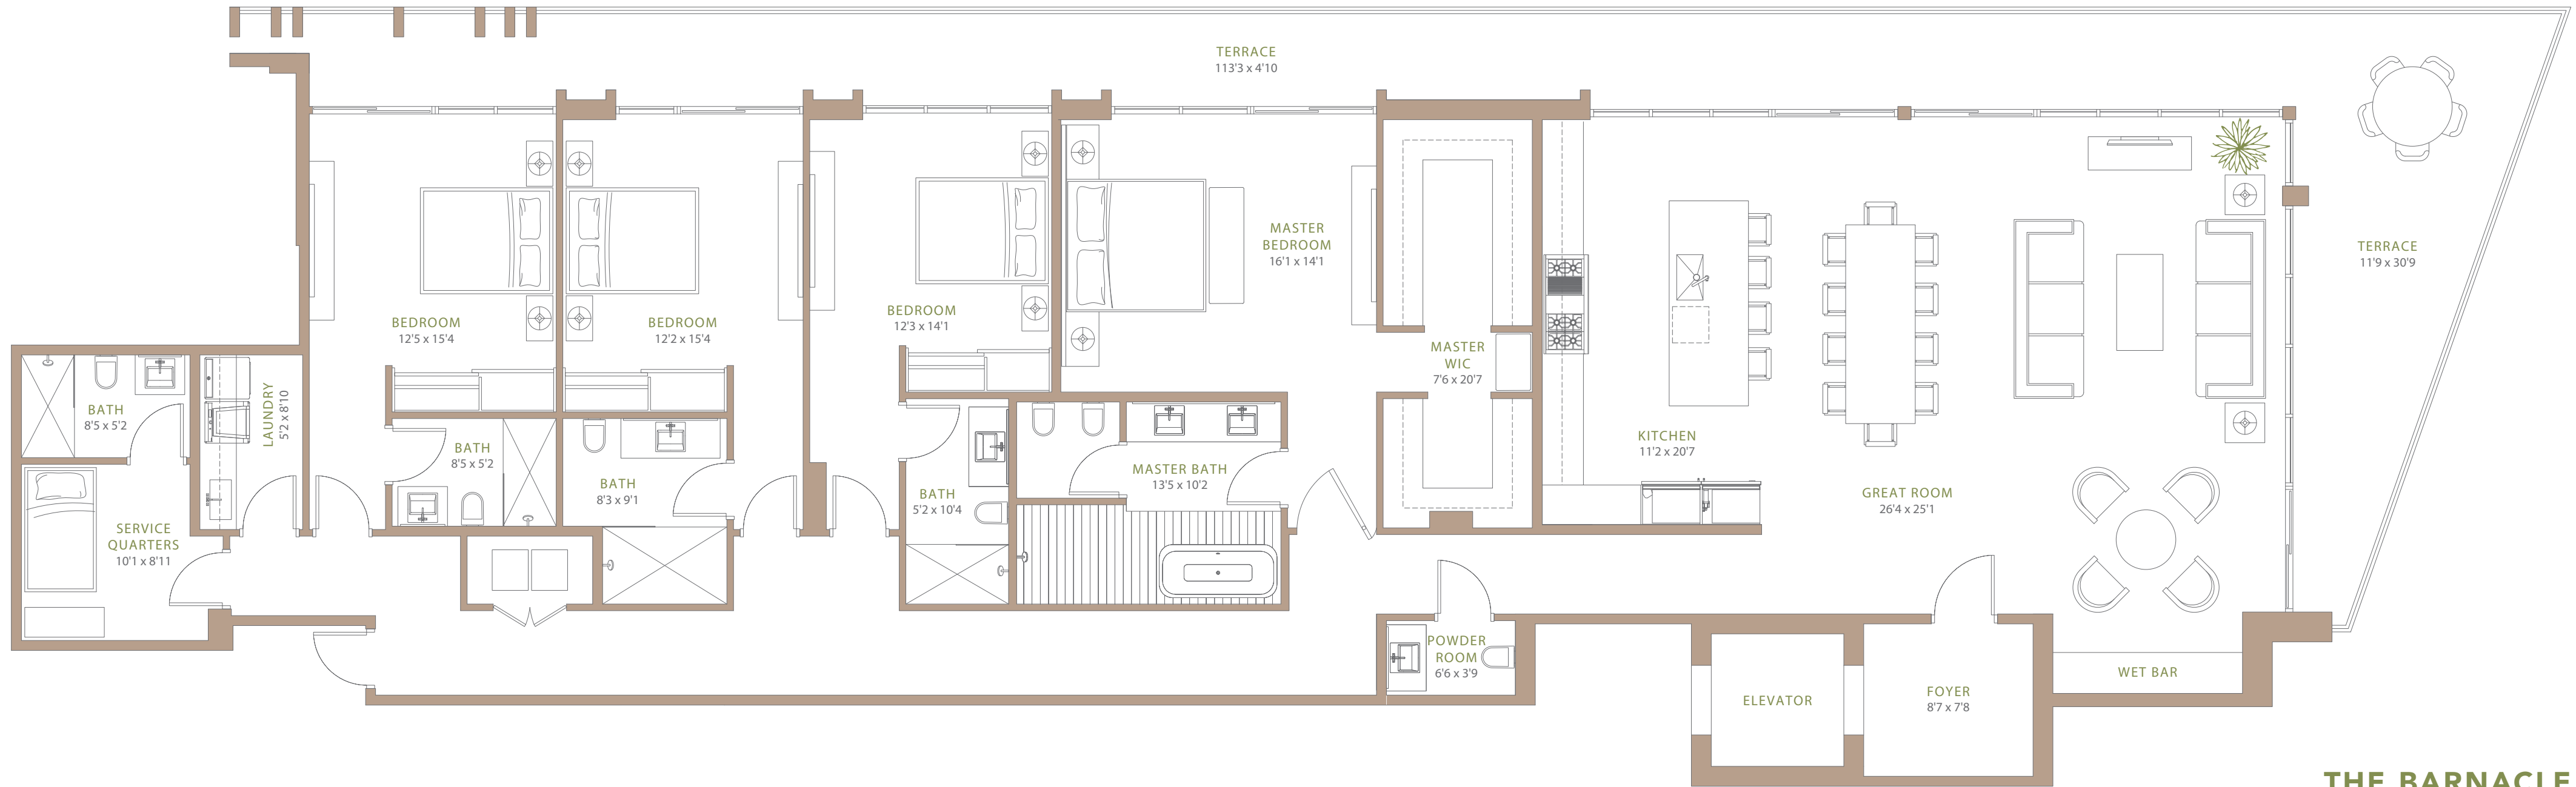 TERRACE
113'3 x 4'10
TERRACE
11'9 x 30'9
BEDROOM
12'5 x 15'4
BEDROOM
12'2 x 15'4
BEDROOM
12'3 x 14'1
MASTER
BEDROOM
16'1 x 14'1
MASTER
WIC
7'6 x 20'7
KITCHEN
11'2 x 20'7
GREAT ROOM
26'4 x 25'1
BATH
8'5 x 5'2
LAUNDRY
5'2 x 8'10
BATH
8'5 x 5'2
BATH
8'3 x 9'1
BATH
5'2 x 10'4
MASTER BATH
13'5 x 10'2
SERVICE
QUARTERS
10'1 x 8'11
POWDER
ROOM
6'6 x 3'9
ELEVATOR
FOYER
8'7 x 7'8
WET BAR
THE BARNACLE